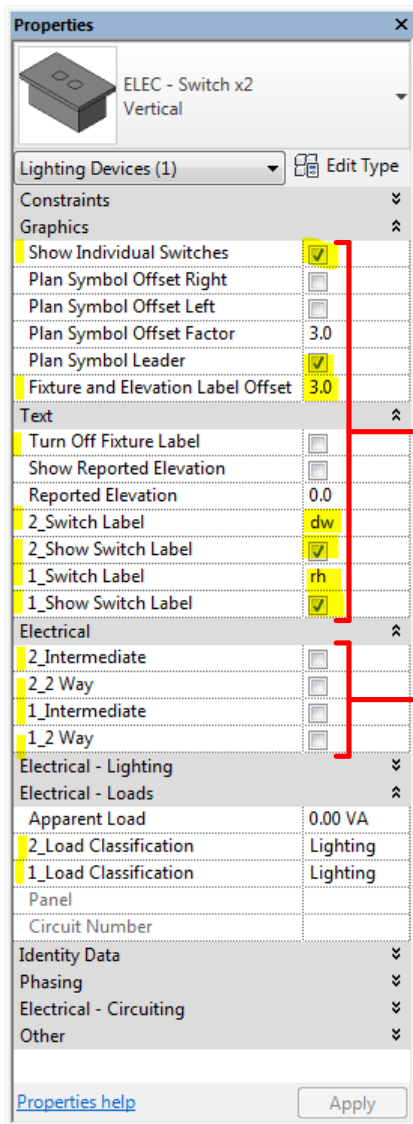 Properties
ELEC - Switch x2
Vertical
Lighting Devices (1) Edit Type
Constraints
Graphics
Show Individual Switches
Plan Symbol Offset Right
Plan Symbol Offset Left
Plan Symbol Offset Factor 3.0
Plan Symbol Leader
Fixture and Elevation Label Offset 3.0
Text
Turn Off Fixture Label
Show Reported Elevation
Reported Elevation 0.0
2_Switch Label dw
2_Show Switch Label
1_Switch Label rh
1_Show Switch Label
Electrical
2_Intermediate
2_2 Way
1_Intermediate
1_2 Way
Electrical - Lighting
Electrical - Loads
Apparent Load 0.00 VA
2_Load Classification Lighting
1_Load Classification Lighting
Panel
Circuit Number
Identity Data
Phasing
Electrical - Circuiting
Other
Properties help Apply